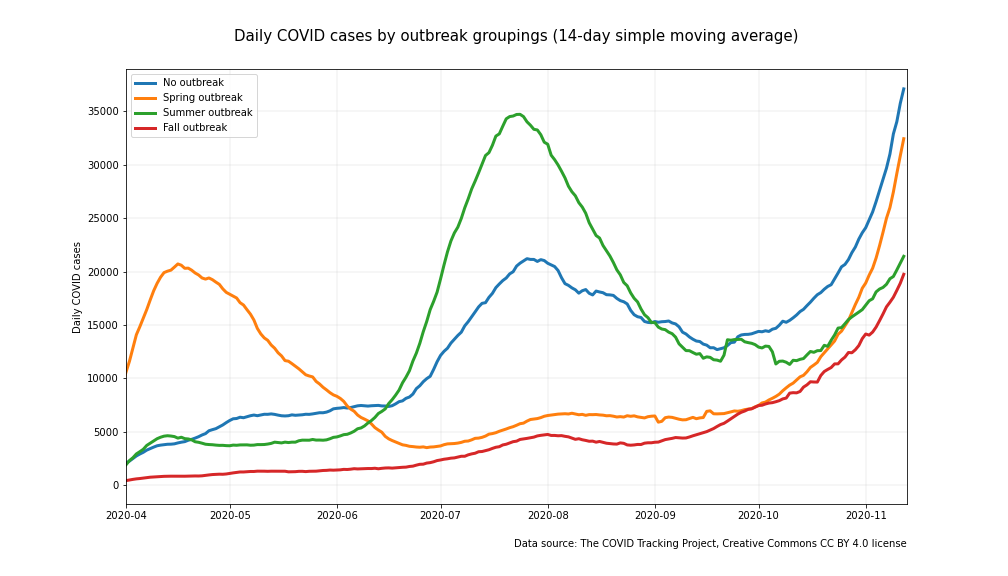 Daily COVID cases by outbreak groupings (14-day simple moving average)
No outbreak
Spring outbreak
Summer outbreak
Fall outbreak
Daily COVID cases
35000
30000
25000
20000
15000
10000
5000
0
2020-04 2020-05 2020-06 2020-07 2020-08 2020-09 2020-10 2020-11
Data source: The COVID Tracking Project, Creative Commons CC BY 4.0 license